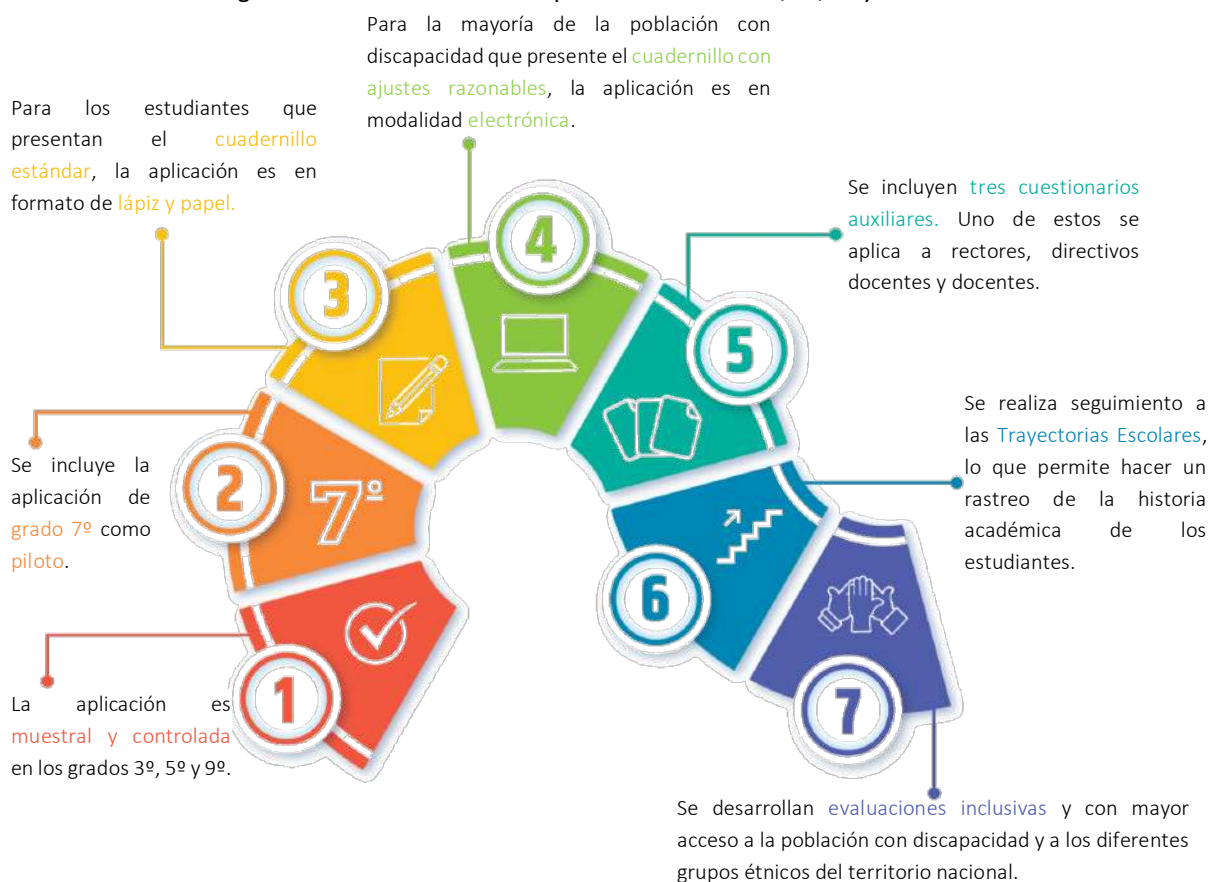 Para la mayoría de la población con
discapacidad que presente el cuadernillo con
ajustes razonables, la aplicación es en
modalidad electrónica.
Para los estudiantes que
presentan el cuadernillo
estándar, la aplicación es en
formato de lápiz y papel.
Se incluyen tres cuestionarios
auxiliares. Uno de estos se
aplica a rectores, directivos
docentes y docentes.
Se realiza seguimiento a
las Trayectorias Escolares,
lo que permite hacer un
rastreo de la historia
académica de los
estudiantes.
Se incluye la
aplicación de
grado 7º como
piloto.
La aplicación es
muestral y controlada
en los grados 3º, 5º y 9º.
Se desarrollan evaluaciones inclusivas y con mayor
acceso a la población con discapacidad y a los diferentes
grupos étnicos del territorio nacional.
1
2
7º
3
4
5
6
7